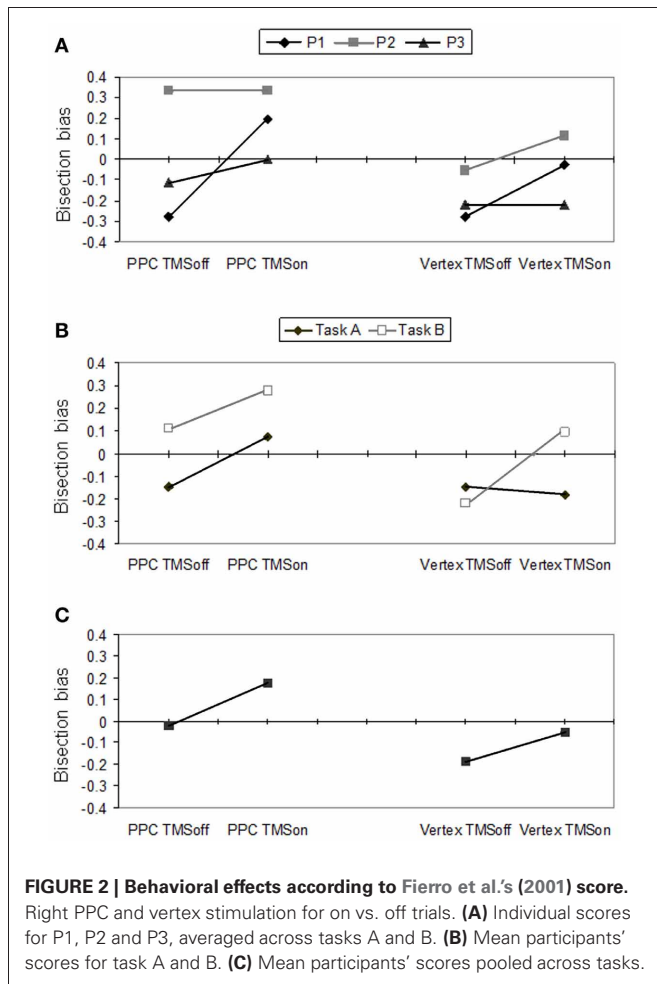 A
P1 P2 P3
0.4
0.3
0.2
0.1
0
-0.1
-0.2
-0.3
-0.4
Bisection bias
PPC TMSoff PPC TMSon Vertex TMSoff Vertex TMSon
B
Task A Task B
0.4
0.3
0.2
0.1
0
-0.1
-0.2
-0.3
-0.4
Bisection bias
PPC TMSoff PPC TMSon Vertex TMSoff Vertex TMSon
C
0.4
0.3
0.2
0.1
0
-0.1
-0.2
-0.3
-0.4
Bisection bias
PPC TMSoff PPC TMSon Vertex TMSoff Vertex TMSon
FIGURE 2 | Behavioral effects according to Fierro et al.'s (2001) score.
Right PPC and vertex stimulation for on vs. off trials. (A) Individual scores
for P1, P2 and P3, averaged across tasks A and B. (B) Mean participants'
scores for task A and B. (C) Mean participants' scores pooled across tasks.